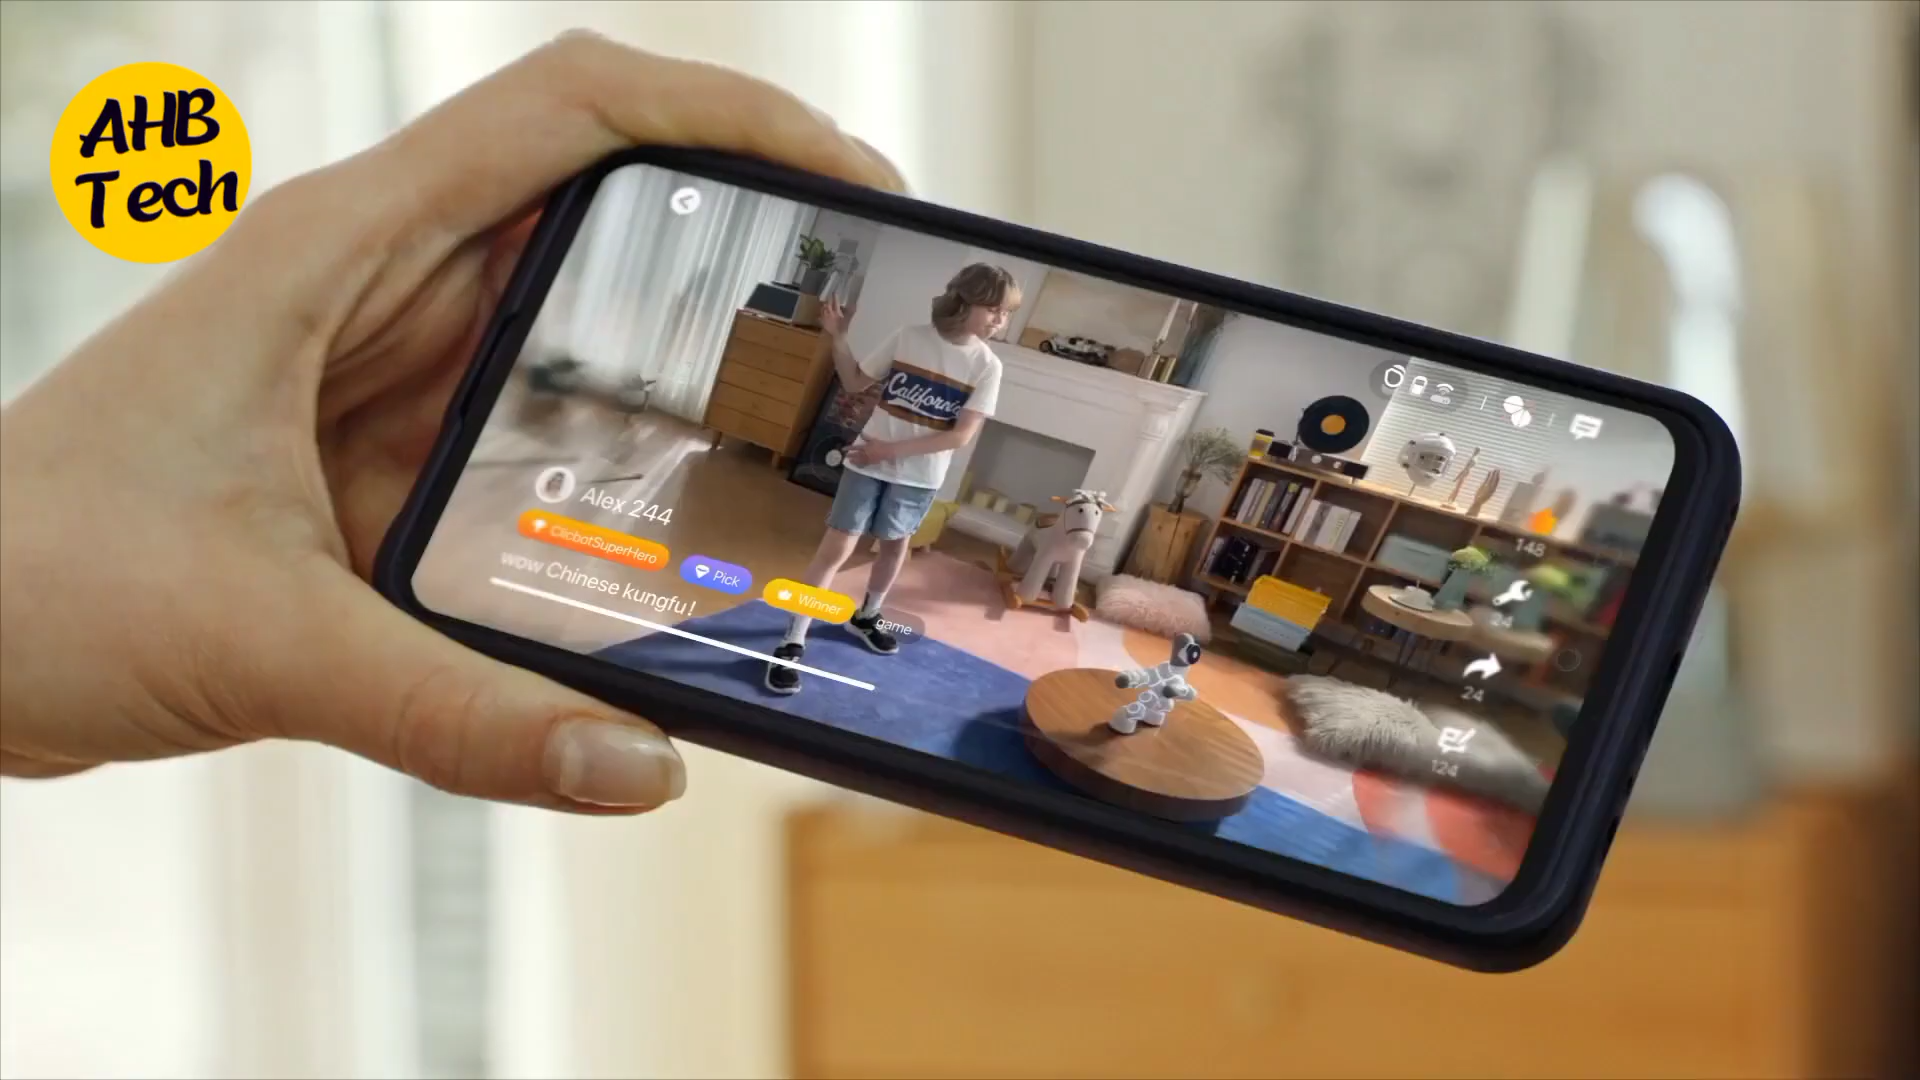 AHB
Tech
California
Alex 244
ClicbotSuperHero
Pick
Winner
game
wow Chinese kungfu!
148
24
24
124